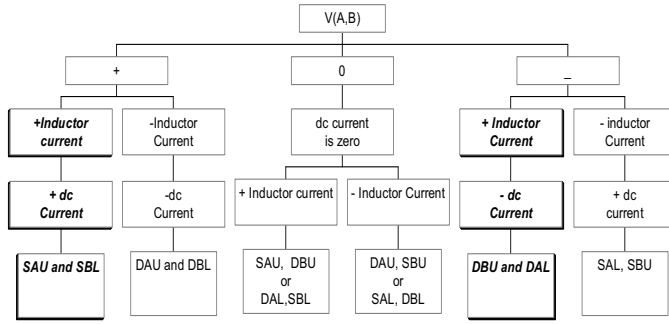 V(A,B)
+
0
_
+Inductor
current
-Inductor
Current
dc current
is zero
+ Inductor
Current
- inductor
Current
+ dc
Current
-dc
Current
+ Inductor current
- Inductor Current
- dc
Current
+ dc
current
SAU and SBL
DAU and DBL
SAU, DBU
or
DAL,SBL
DAU, SBU
or
SAL, DBL
DBU and DAL
SAL, SBU